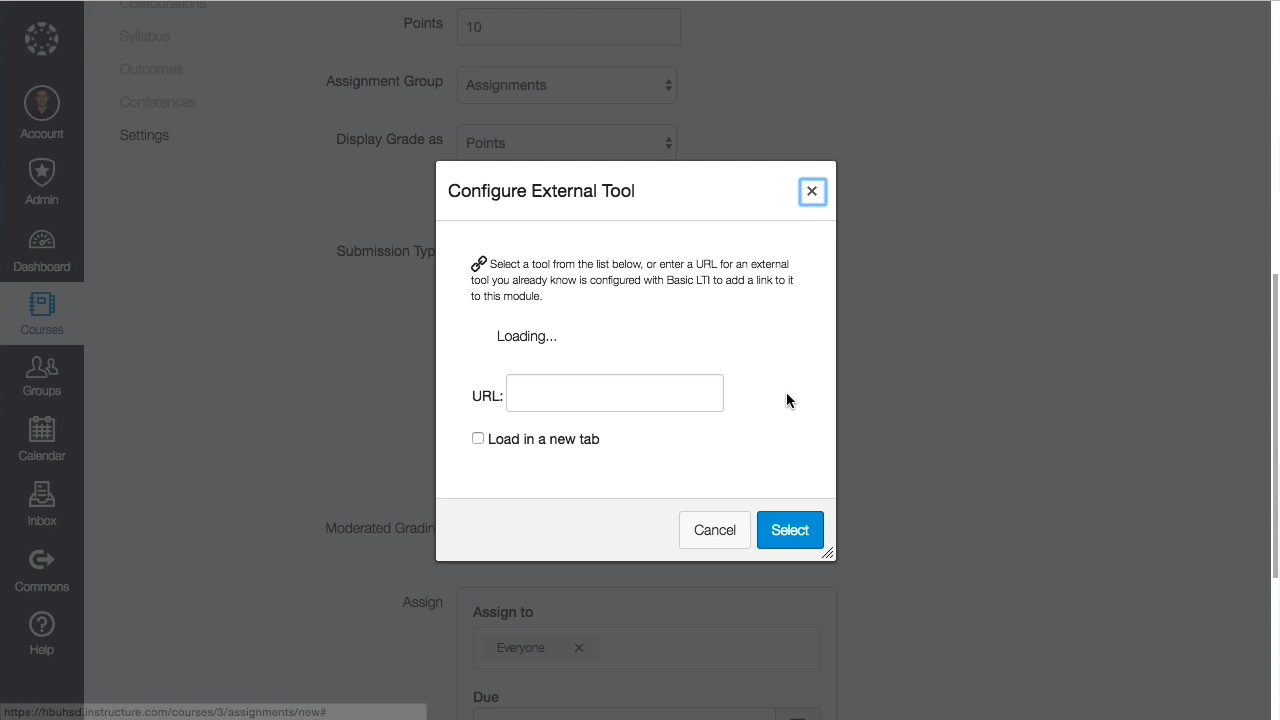 Collaborations
Syllabus
Outcomes
Conferences
Settings
Account
Admin
Dashboard
Courses
Groups
Calendar
Inbox
Commons
Help
Points
10
Assignment Group
Assignments
Display Grade as
Points
Submission Typ
Configure External Tool
Select a tool from the list below, or enter a URL for an external
tool you already know is configured with Basic LTI to add a link to it
to this module.
Loading...
URL:
Load in a new tab
Cancel
Select
Moderated Gradin
Assign
Assign to
Everyone
Due
https://hbuhsd.instructure.com/courses/3/assignments/new#